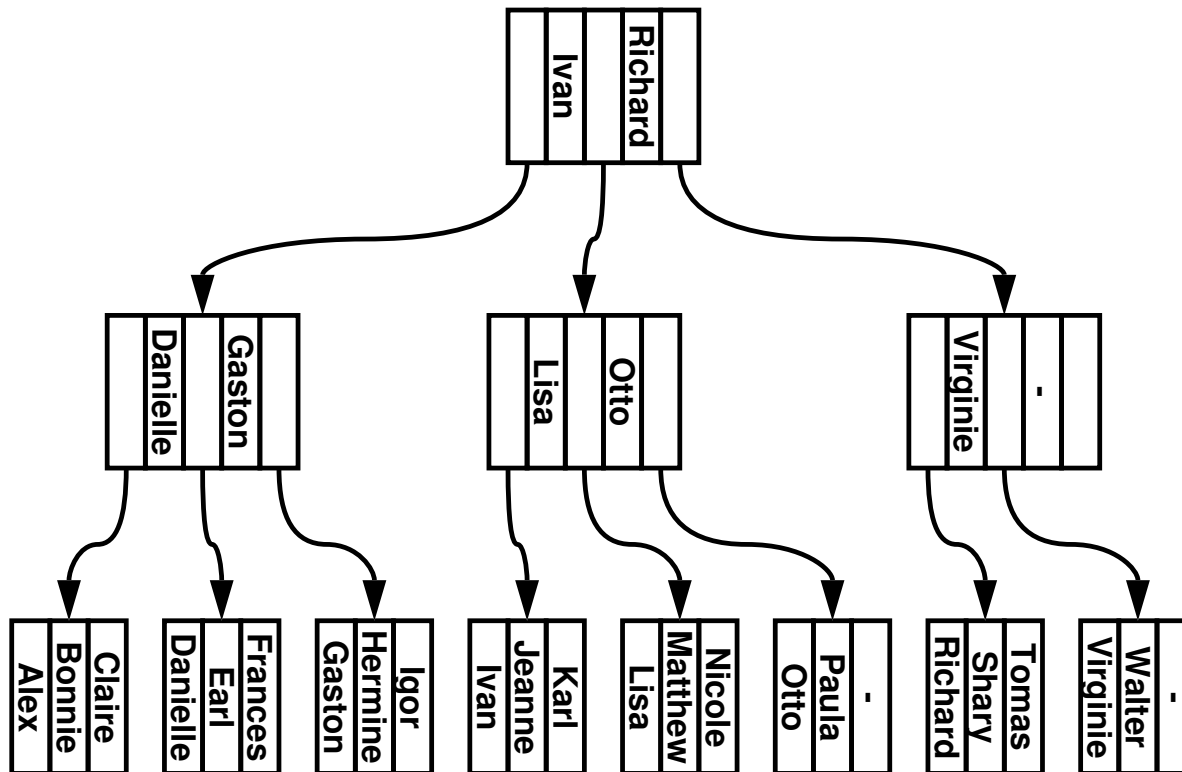 Ivan
Richard
Danielle
Gaston
Lisa
Otto
Virginie
-
Alex
Bonnie
Claire
Danielle
Earl
Frances
Gaston
Hermine
Igor
Ivan
Jeanne
Karl
Lisa
Matthew
Nicole
Otto
Paula
-
Richard
Shary
Tomas
Virginie
Walter
-